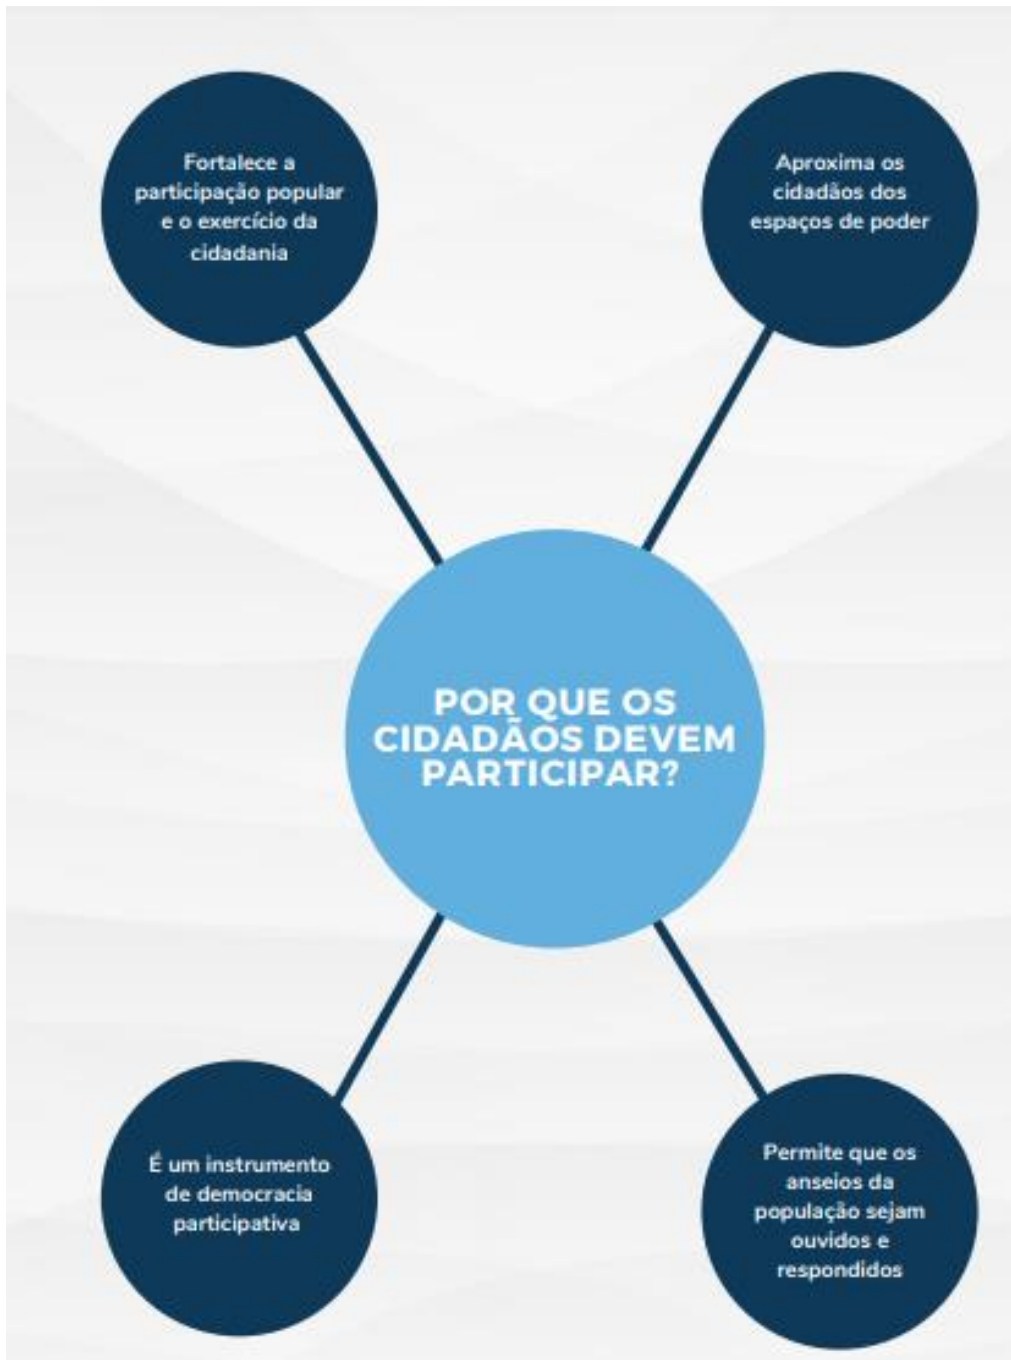 Fortalece a
participação popular
e o exercício da
cidadania
Aproxima os
cidadãos dos
espaços de poder
POR QUE OS
CIDADÃOS DEVEM
PARTICIPAR?
É um instrumento
de democracia
participativa
Permite que os
anseios da
população sejam
ouvidos e
respondidos